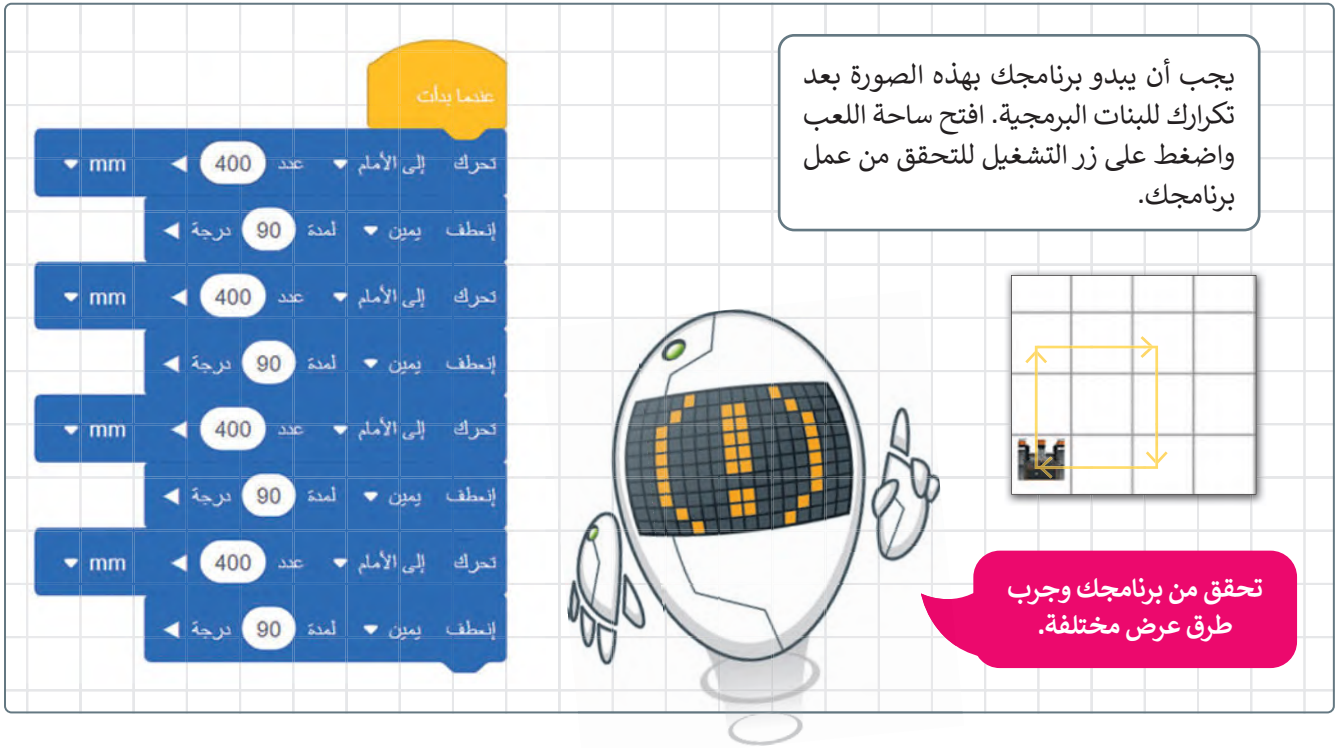 يجب أن يبدو برنامجك بهذه الصورة بعد
تكرارك للبنات البرمجية. افتح ساحة اللعب
واضغط على زر التشغيل للتحقق من عمل
برنامجك.
عندما بدأت
تحرك إلى الأمام عدد 400 mm
إنعطف يمين لمدة 90 درجة
تحرك إلى الأمام عدد 400 mm
إنعطف يمين لمدة 90 درجة
تحرك إلى الأمام عدد 400 mm
إنعطف يمين لمدة 90 درجة
تحرك إلى الأمام عدد 400 mm
إنعطف يمين لمدة 90 درجة
تحقق من برنامجك وجرب
طرق عرض مختلفة.